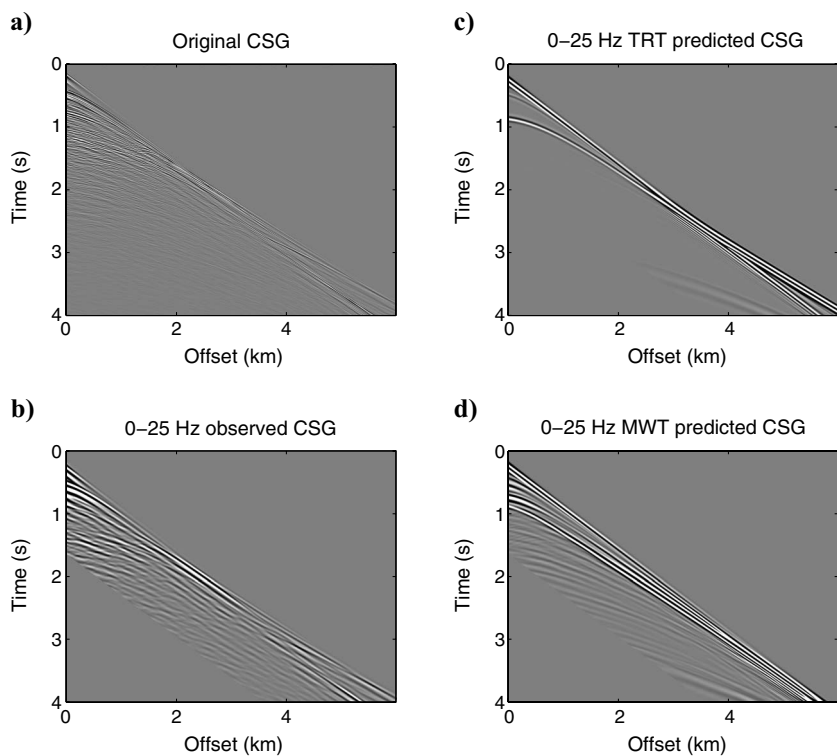 a)
Original CSG
0
1
2
3
4
Time (s)
0
2
4
Offset (km)
b)
0–25 Hz observed CSG
0
1
2
3
4
Time (s)
0
2
4
Offset (km)
c)
0–25 Hz TRT predicted CSG
0
1
2
3
4
Time (s)
0
2
4
Offset (km)
d)
0–25 Hz MWT predicted CSG
0
1
2
3
4
Time (s)
0
2
4
Offset (km)